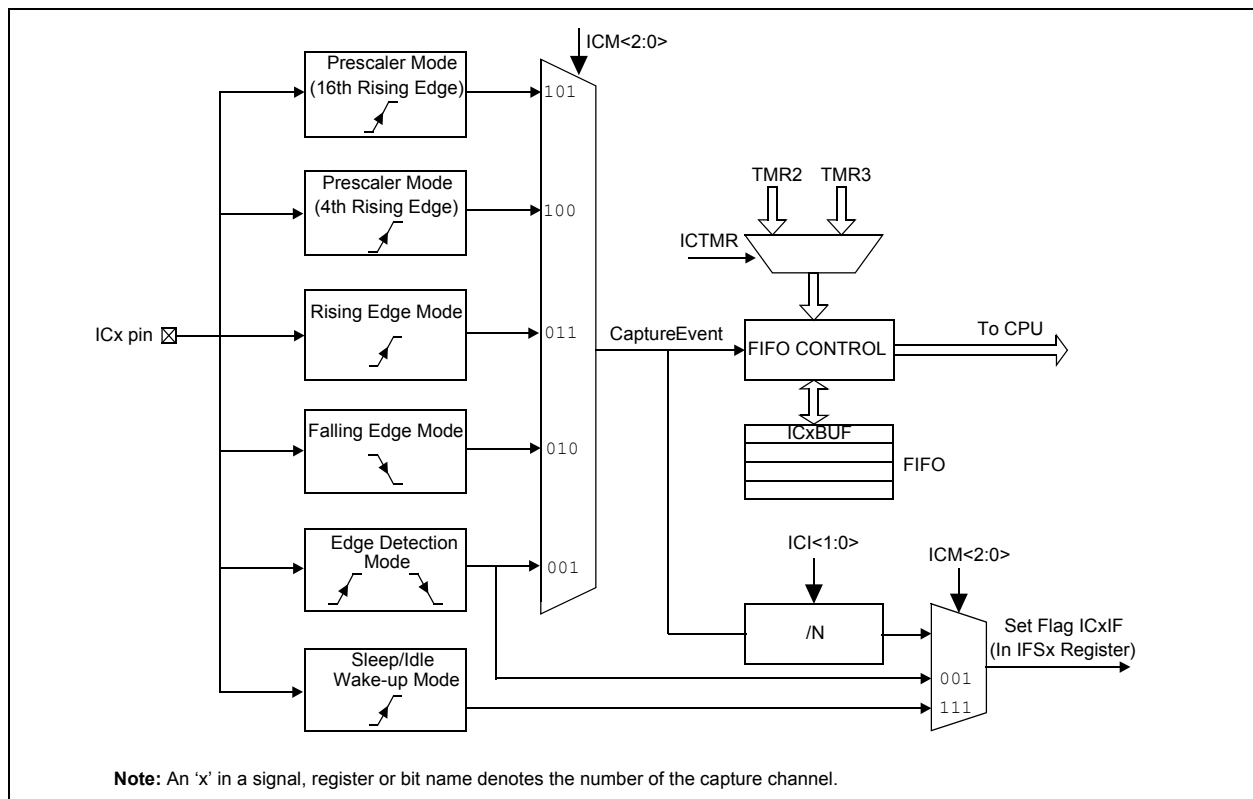 ICM<2:0>
Prescaler Mode
(16th Rising Edge)
101
Prescaler Mode
(4th Rising Edge)
100
TMR2 TMR3
ICTMR
ICx pin
Rising Edge Mode
011
CaptureEvent
FIFO CONTROL
To CPU
Falling Edge Mode
010
ICxBUF
FIFO
Edge Detection
Mode
001
ICI<1:0>
ICM<2:0>
/N
Set Flag ICxIF
(In IFSx Register)
Sleep/Idle
Wake-up Mode
001
111
Note: An ‘x’ in a signal, register or bit name denotes the number of the capture channel.